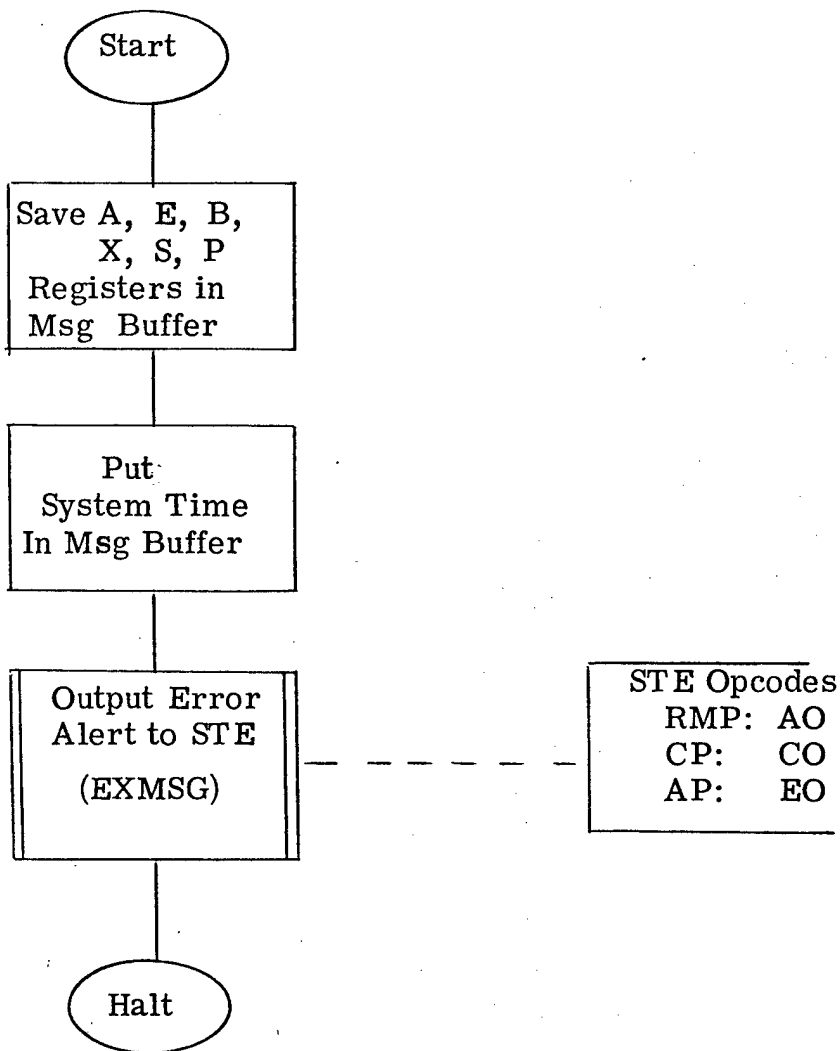 Start
Save A, E, B,
X, S, P
Registers in
Msg Buffer
Put
System Time
In Msg Buffer
Output Error
Alert to STE
(EXMSG)
STE Opcodes
RMP: AO
CP: CO
AP: EO
Halt